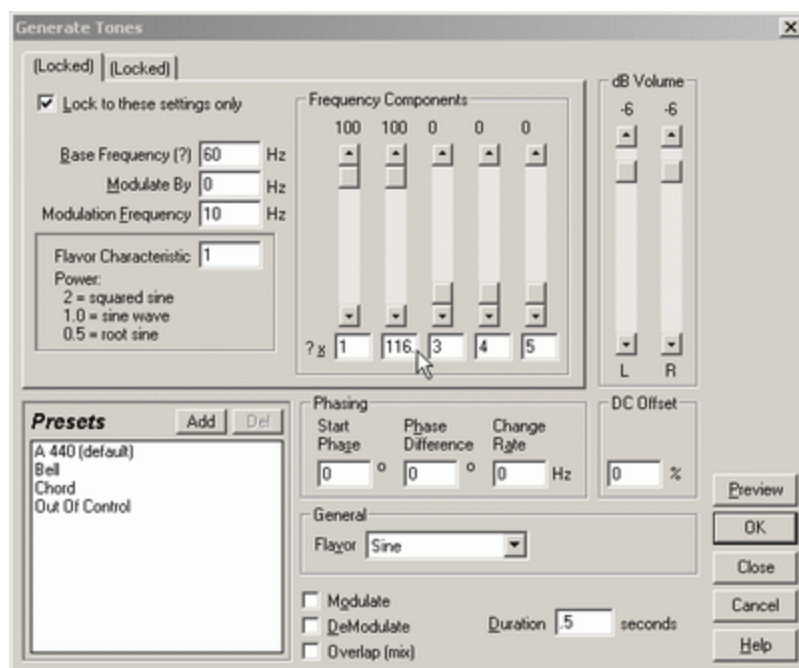 Generate Tones
(Locked) (Locked)
Lock to these settings only
Base Frequency (?) 60 Hz
Modulate By 0 Hz
Modulation Frequency 10 Hz
Flavor Characteristic 1
Power:
2 = squared sine
1.0 = sine wave
0.5 = root sine
Frequency Components
100 100 0 0 0
? x 1 116. 3 4 5
dB Volume
-6 -6
L R
Presets Add Del
A 440 (default)
Bell
Chord
Out Of Control
Phasing
Start Phase Phase Difference Change Rate
0 ° 0 ° 0 Hz
DC Offset
0 %
General
Flavor Sine
Modulate
DeModulate
Overlap (mix)
Duration .5 seconds
Preview
OK
Close
Cancel
Help